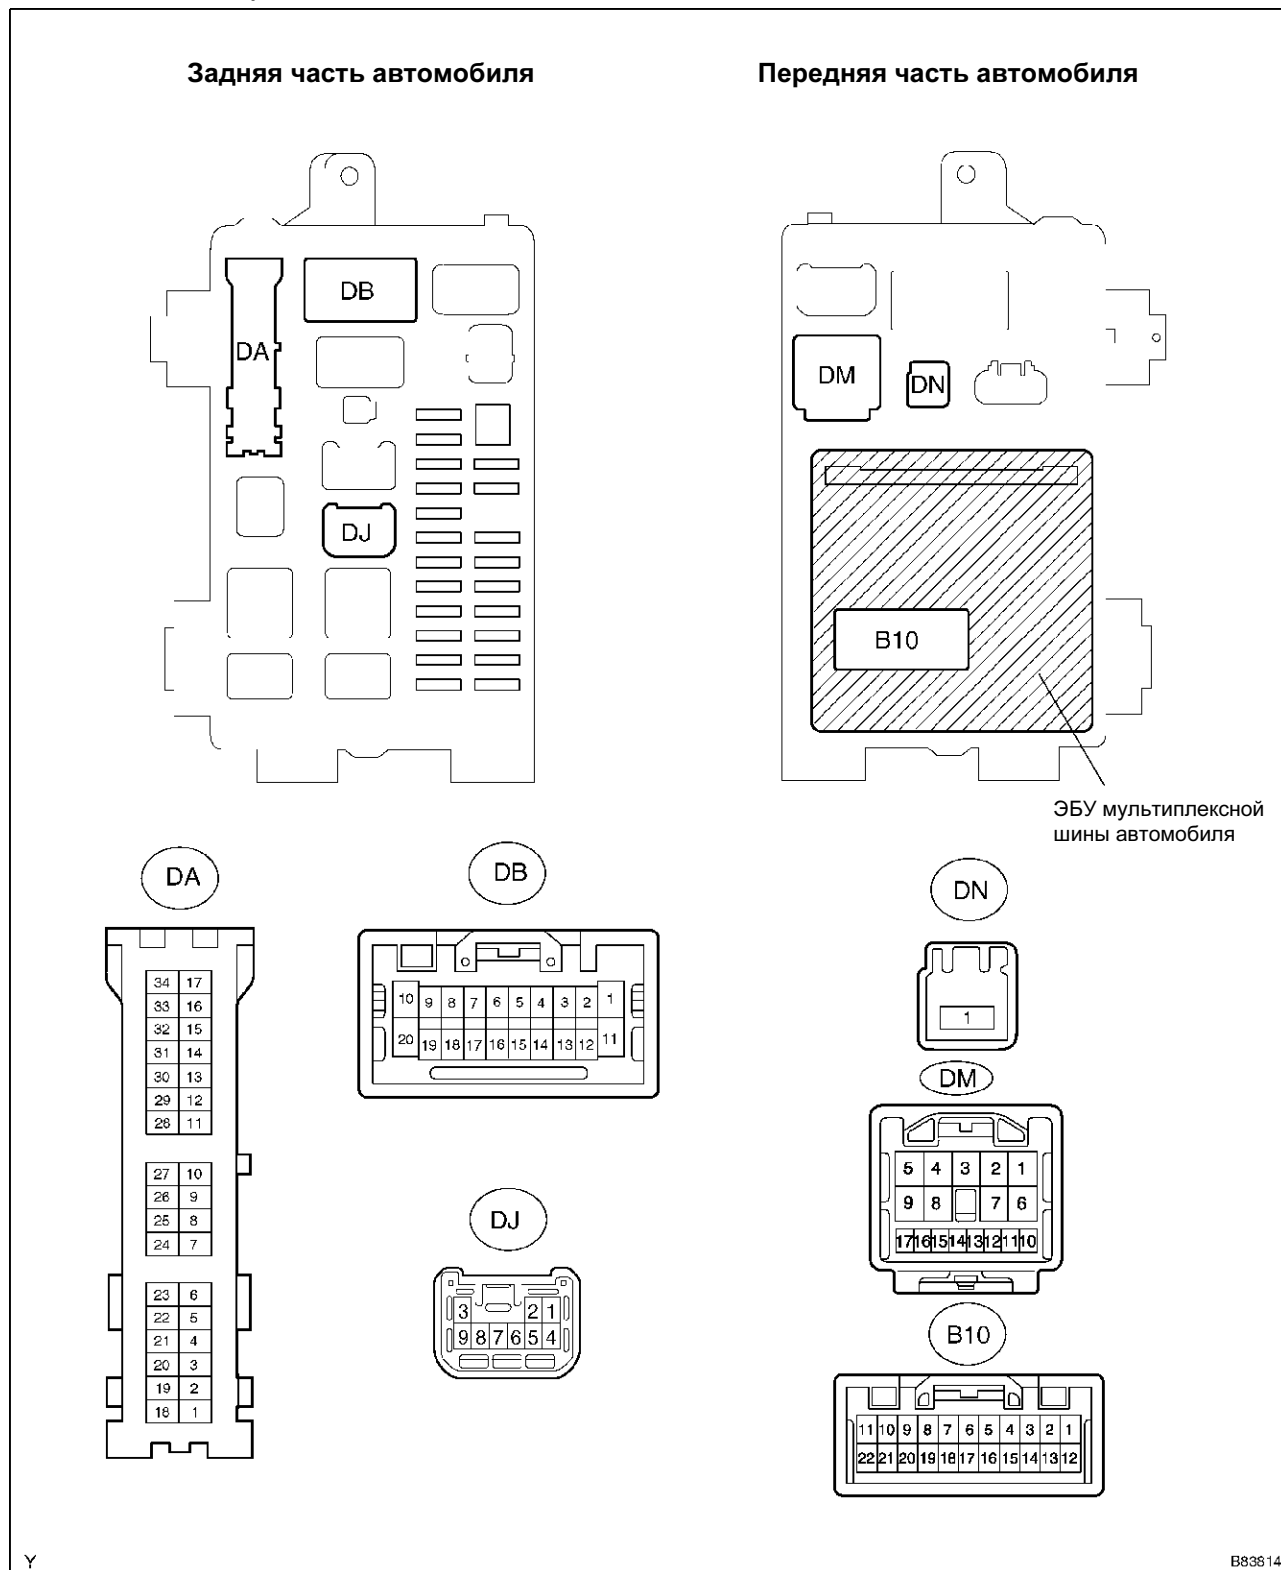 Задняя часть автомобиля
Передняя часть автомобиля
DB
DA
DJ
DM
DN
B10
ЭБУ мультиплексной
шины автомобиля
DA
34 17
33 16
32 15
31 14
30 13
29 12
28 11
27 10
26 9
25 8
24 7
23 6
22 5
21 4
20 3
19 2
18 1
DB
10 9 8 7 6 5 4 3 2 1
20 19 18 17 16 15 14 13 12 11
DJ
3 2 1
9 8 7 6 5 4
DN
1
DM
5 4 3 2 1
9 8 7 6
17 16 15 14 13 12 11 10
B10
11 10 9 8 7 6 5 4 3 2 1
22 21 20 19 18 17 16 15 14 13 12
Y
B83814